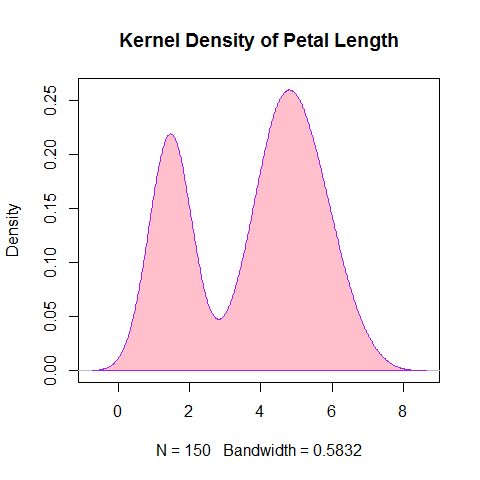 Kernel Density of Petal Length
Density
0.25
0.20
0.15
0.10
0.05
0.00
0 2 4 6 8
N = 150 Bandwidth = 0.5832